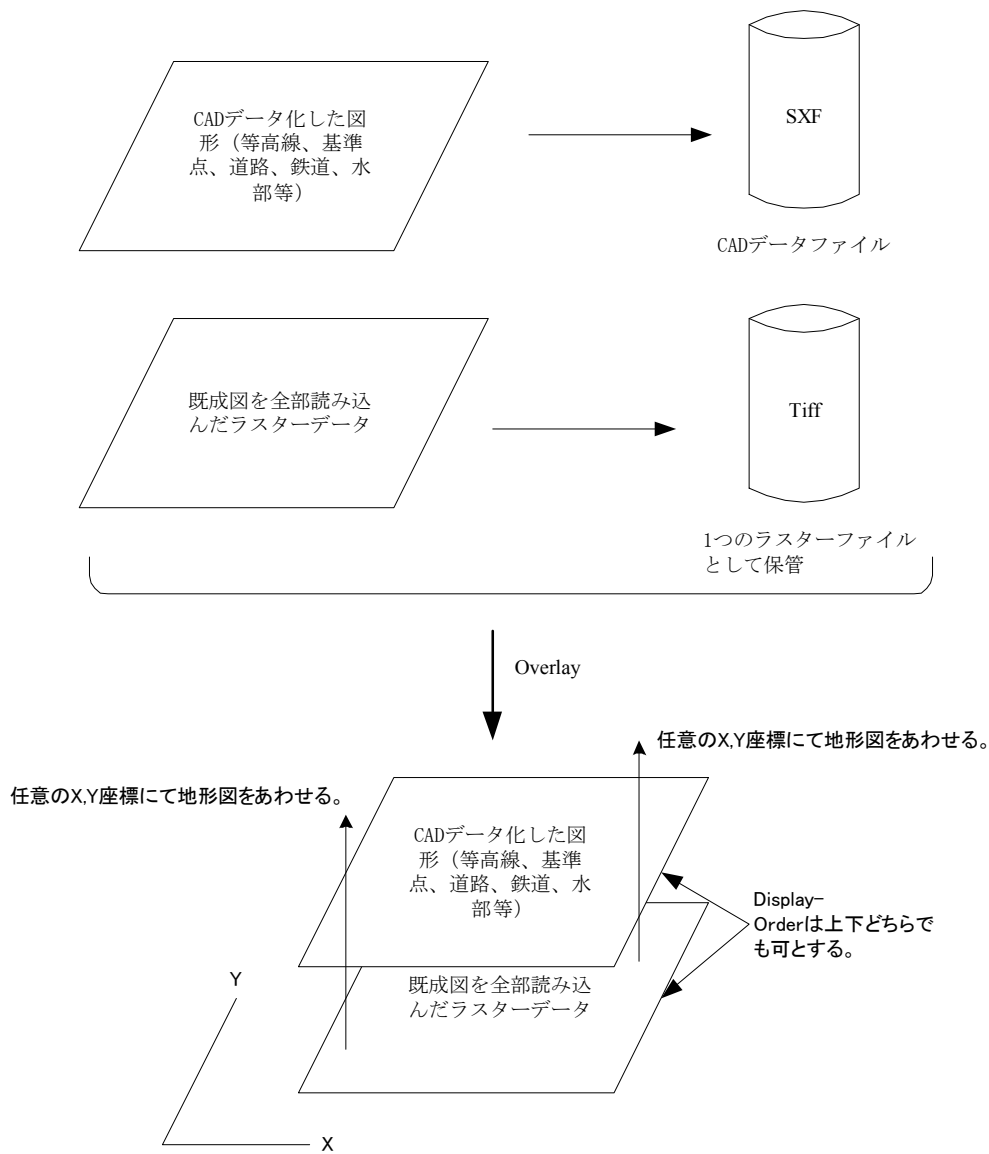 CADデータ化した図
形（等高線、基準
点、道路、鉄道、水
部等）
SXF
CADデータファイル
既成図を全部読み込
んだラスターデータ
Tiff
1つのラスターファイル
として保管
Overlay
任意のX,Y座標にて地形図をあわせる。
任意のX,Y座標にて地形図をあわせる。
CADデータ化した図
形（等高線、基準
点、道路、鉄道、水
部等）
Display-
Orderは上下どちらで
も可とする。
既成図を全部読み込
んだラスターデータ
Y
X